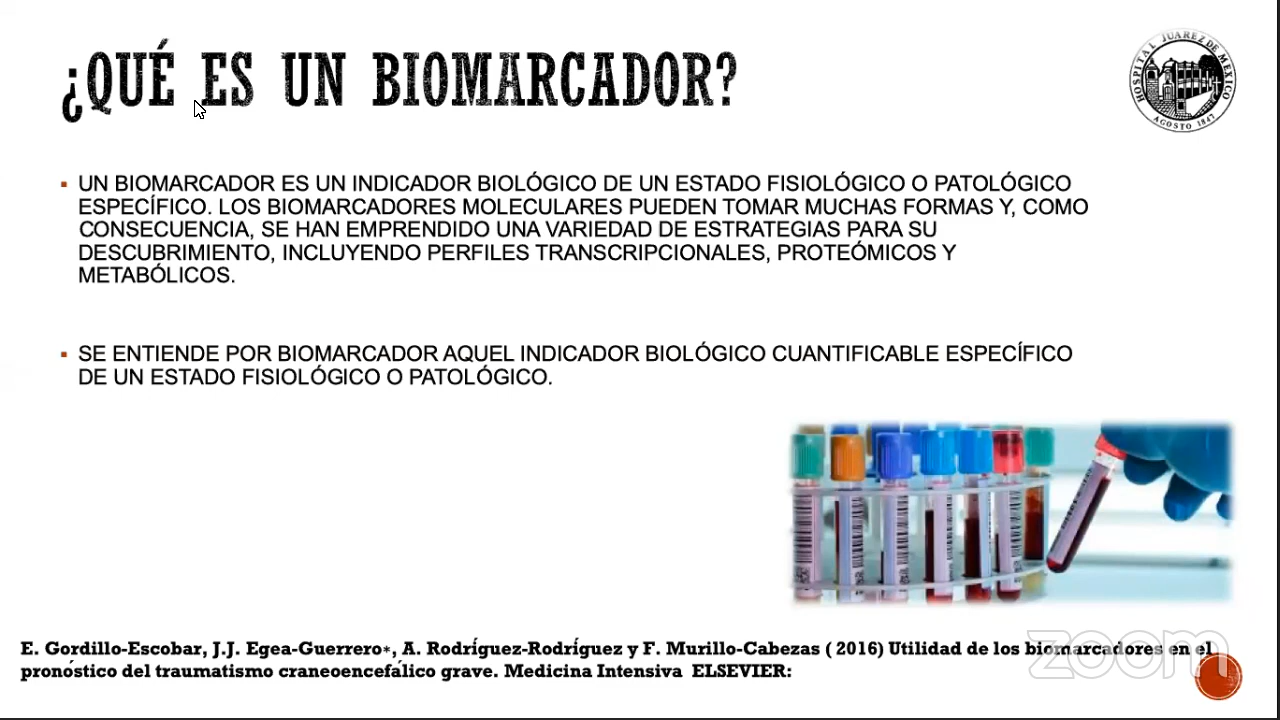 ¿QUÉ ES UN BIOMARCADOR?
HOSPITAL JUAREZ DE MEXICO
AGOSTO 1847
▪ UN BIOMARCADOR ES UN INDICADOR BIOLÓGICO DE UN ESTADO FISIOLÓGICO O PATOLÓGICO
ESPECÍFICO. LOS BIOMARCADORES MOLECULARES PUEDEN TOMAR MUCHAS FORMAS Y, COMO
CONSECUENCIA, SE HAN EMPRENDIDO UNA VARIEDAD DE ESTRATEGIAS PARA SU
DESCUBRIMIENTO, INCLUYENDO PERFILES TRANSCRIPCIONALES, PROTEÓMICOS Y
METABÓLICOS.
▪ SE ENTIENDE POR BIOMARCADOR AQUEL INDICADOR BIOLÓGICO CUANTIFICABLE ESPECÍFICO
DE UN ESTADO FISIOLÓGICO O PATOLÓGICO.
E. Gordillo-Escobar, J.J. Egea-Guerrero∗, A. Rodríguez-Rodríguez y F. Murillo-Cabezas ( 2016) Utilidad de los biomarcadores en el
pronóstico del traumatismo craneoencefálico grave. Medicina Intensiva ELSEVIER:
zoom